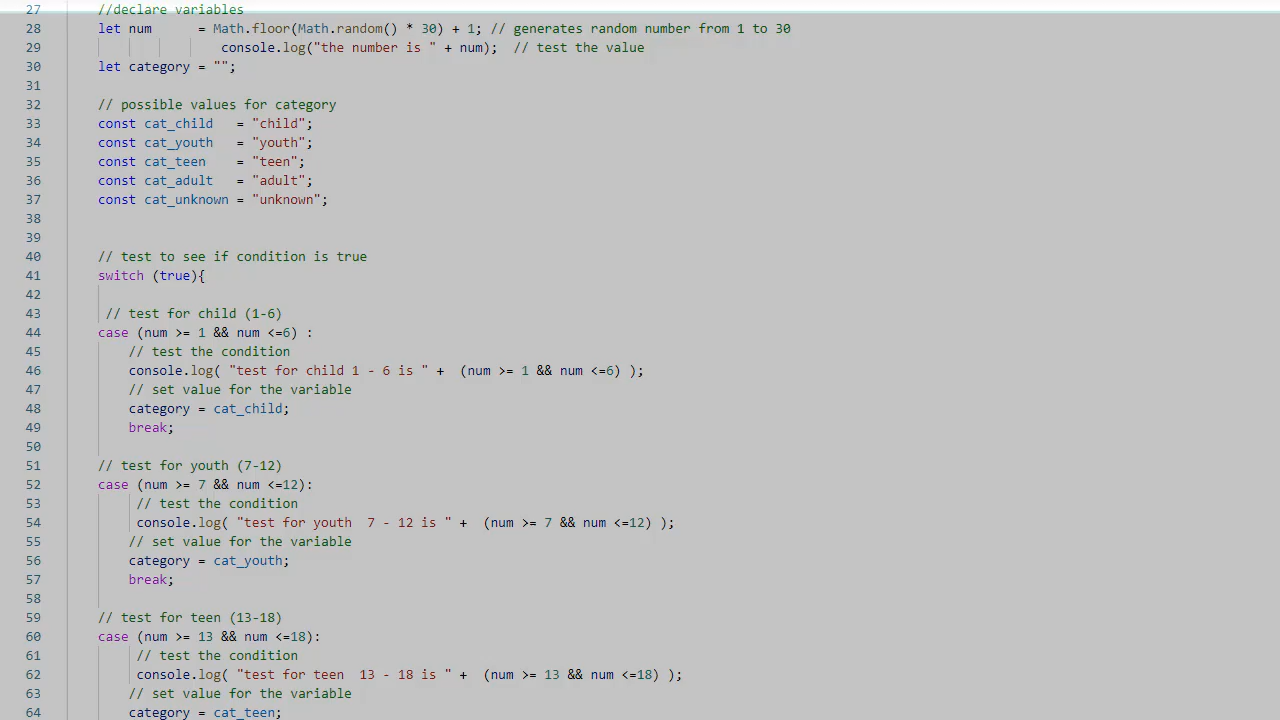 27 //declare variables
28 let num = Math.floor(Math.random() * 30) + 1; // generates random number from 1 to 30
29 console.log("the number is " + num); // test the value
30 let category = "";
31
32 // possible values for category
33 const cat_child = "child";
34 const cat_youth = "youth";
35 const cat_teen = "teen";
36 const cat_adult = "adult";
37 const cat_unknown = "unknown";
38
39
40 // test to see if condition is true
41 switch (true){
42
43 // test for child (1-6)
44 case (num >= 1 && num <=6) :
45 // test the condition
46 console.log( "test for child 1 - 6 is " + (num >= 1 && num <=6) );
47 // set value for the variable
48 category = cat_child;
49 break;
50
51 // test for youth (7-12)
52 case (num >= 7 && num <=12):
53 // test the condition
54 console.log( "test for youth 7 - 12 is " + (num >= 7 && num <=12) );
55 // set value for the variable
56 category = cat_youth;
57 break;
58
59 // test for teen (13-18)
60 case (num >= 13 && num <=18):
61 // test the condition
62 console.log( "test for teen 13 - 18 is " + (num >= 13 && num <=18) );
63 // set value for the variable
64 category = cat_teen;